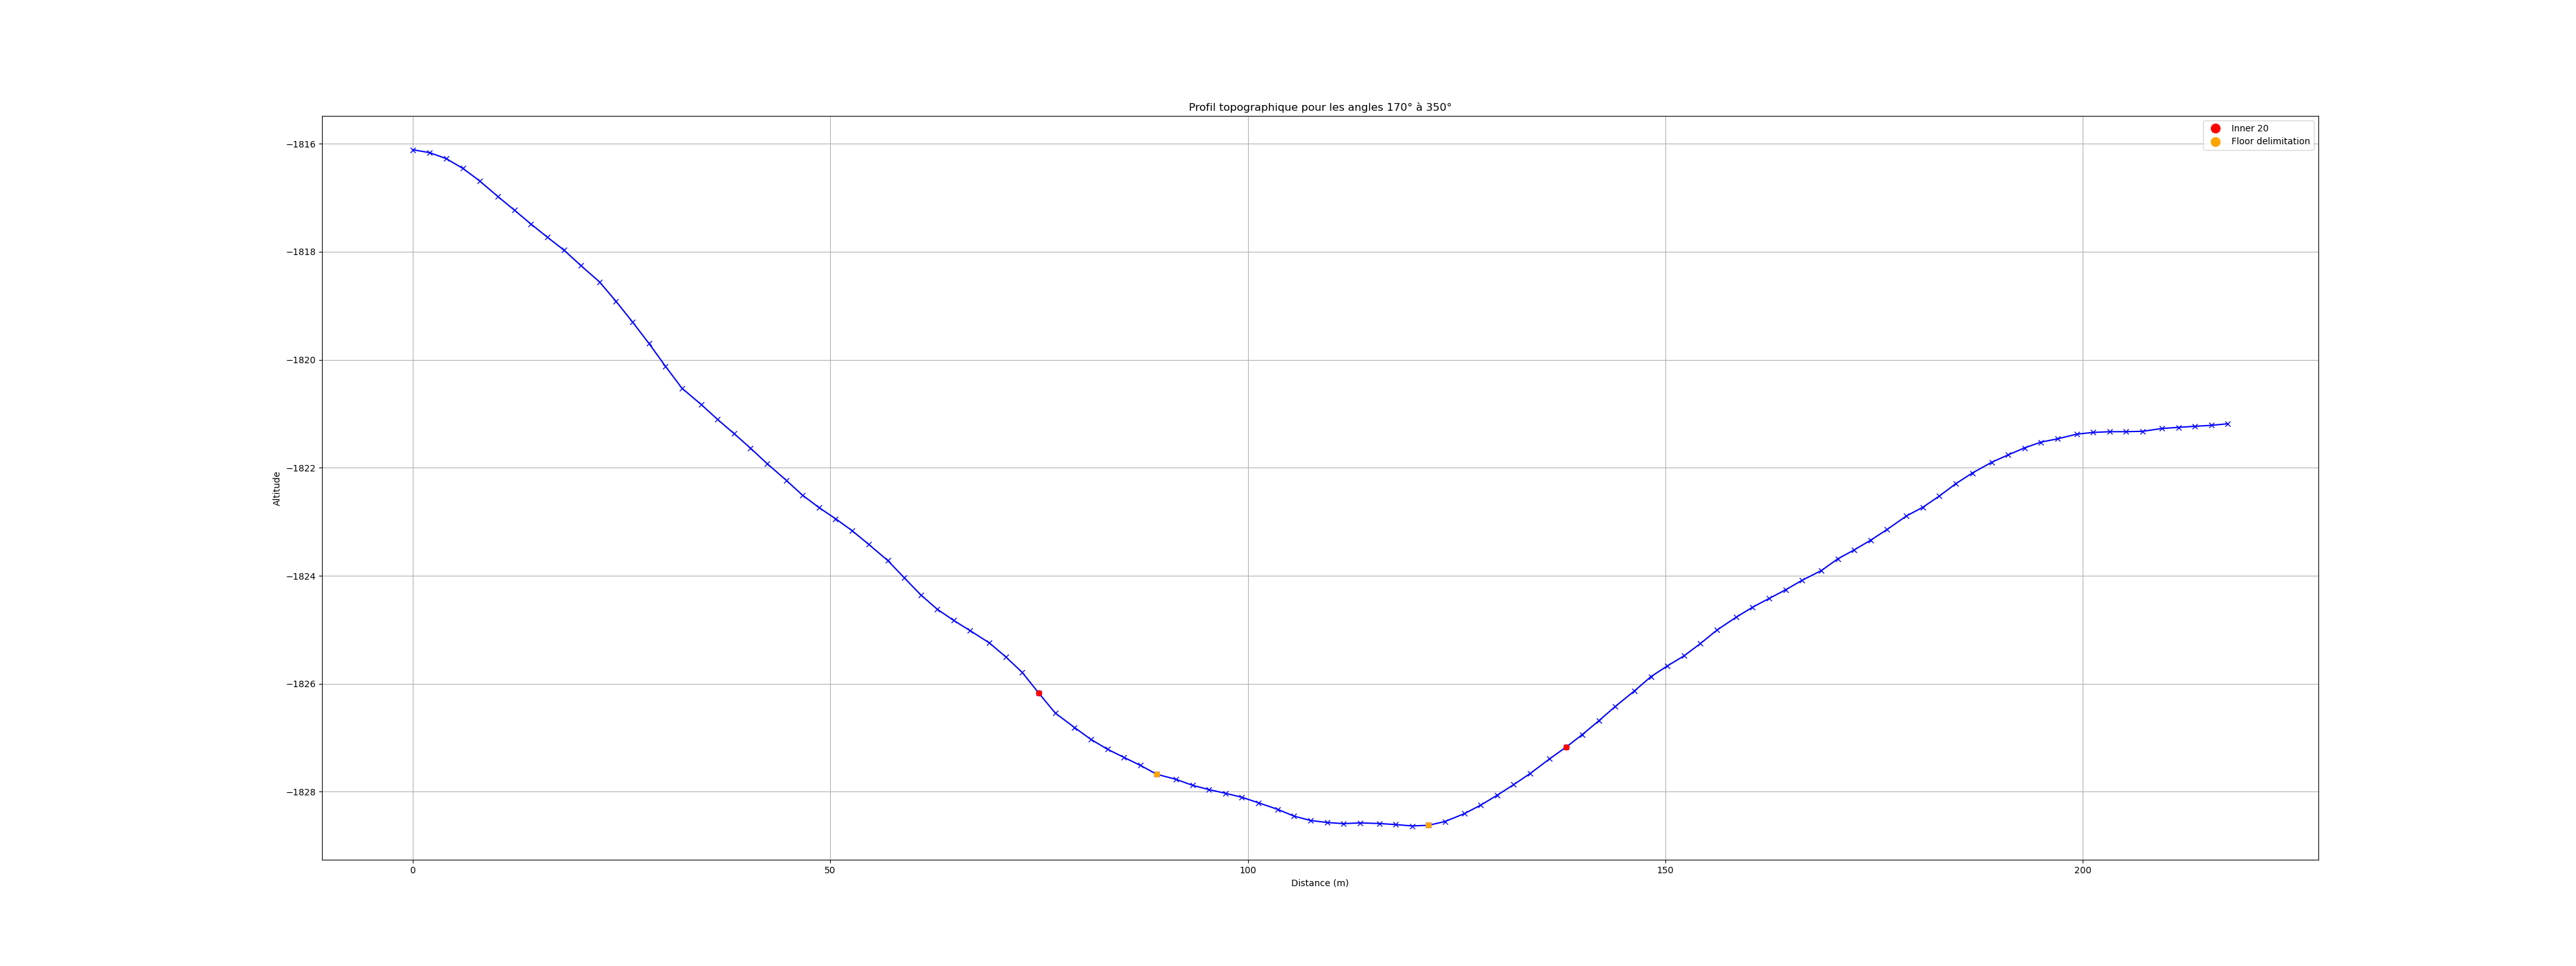 Profil topographique pour les angles 170° à 350°
Inner 20
Floor delimitation
−1816
−1818
−1820
−1822
−1824
−1826
−1828
Altitude
0
50
100
150
200
Distance (m)